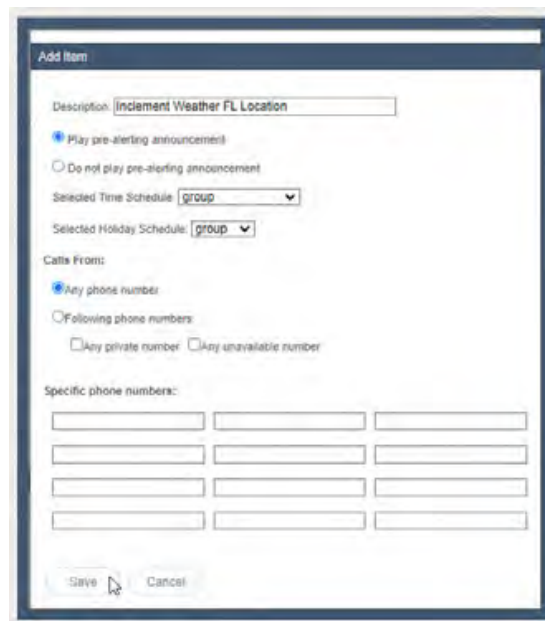 Add Item
Description: Inclement Weather FL Location
Play pre-alerting announcement
Do not play pre-alerting announcement
Selected Time Schedule: group
Selected Holiday Schedule: group
Calls From:
Any phone number
Following phone numbers:
Any private number Any unavailable number
Specific phone numbers:
Save Cancel